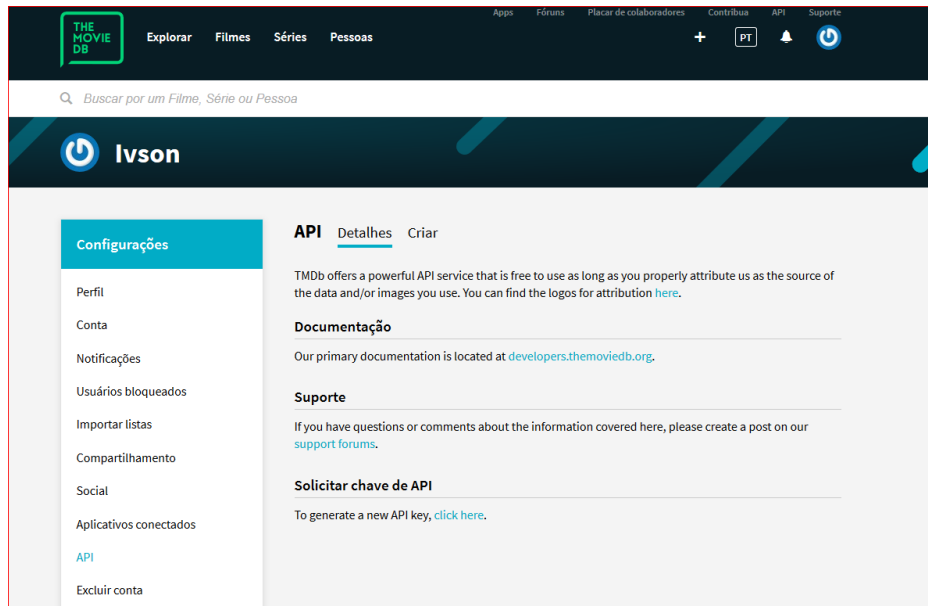 Apps Fóruns Placar de colaboradores Contribua API Suporte
THE
MOVIE
DB
Explorar Filmes Séries Pessoas
+ PT
Buscar por um Filme, Série ou Pessoa
Ivson
Configurações
Perfil
Conta
Notificações
Usuários bloqueados
Importar listas
Compartilhamento
Social
Aplicativos conectados
API
Excluir conta
API Detalhes Criar
TMDb offers a powerful API service that is free to use as long as you properly attribute us as the source of
the data and/or images you use. You can find the logos for attribution here.
Documentação
Our primary documentation is located at developers.themoviedb.org.
Suporte
If you have questions or comments about the information covered here, please create a post on our
support forums.
Solicitar chave de API
To generate a new API key, click here.